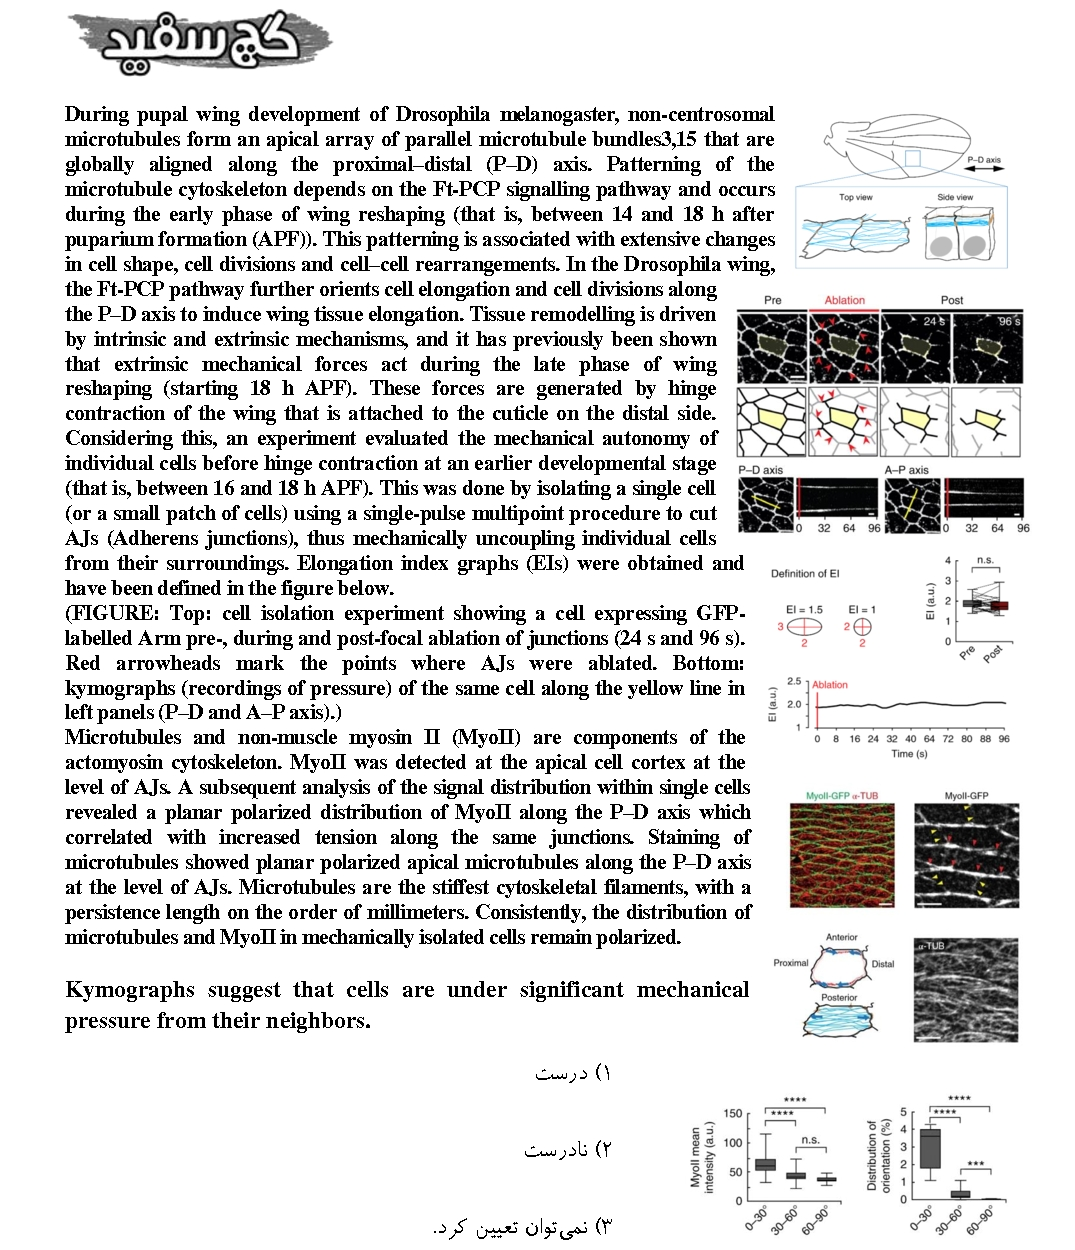 گچ سفید
During pupal wing development of Drosophila melanogaster, non-centrosomal
microtubules form an apical array of parallel microtubule bundles3,15 that are
globally aligned along the proximal–distal (P–D) axis. Patterning of the
microtubule cytoskeleton depends on the Ft-PCP signalling pathway and occurs
during the early phase of wing reshaping (that is, between 14 and 18 h after
puparium formation (APF)). This patterning is associated with extensive changes
in cell shape, cell divisions and cell–cell rearrangements. In the Drosophila wing,
the Ft-PCP pathway further orients cell elongation and cell divisions along
the P–D axis to induce wing tissue elongation. Tissue remodelling is driven
by intrinsic and extrinsic mechanisms, and it has previously been shown
that extrinsic mechanical forces act during the late phase of wing
reshaping (starting 18 h APF). These forces are generated by hinge
contraction of the wing that is attached to the cuticle on the distal side.
Considering this, an experiment evaluated the mechanical autonomy of
individual cells before hinge contraction at an earlier developmental stage
(that is, between 16 and 18 h APF). This was done by isolating a single cell
(or a small patch of cells) using a single-pulse multipoint procedure to cut
AJs (Adherens junctions), thus mechanically uncoupling individual cells
from their surroundings. Elongation index graphs (EIs) were obtained and
have been defined in the figure below.
(FIGURE: Top: cell isolation experiment showing a cell expressing GFP-
labelled Arm pre-, during and post-focal ablation of junctions (24 s and 96 s).
Red arrowheads mark the points where AJs were ablated. Bottom:
kymographs (recordings of pressure) of the same cell along the yellow line in
left panels (P–D and A–P axis).)
Microtubules and non-muscle myosin II (MyoII) are components of the
actomyosin cytoskeleton. MyoII was detected at the apical cell cortex at the
level of AJs. A subsequent analysis of the signal distribution within single cells
revealed a planar polarized distribution of MyoII along the P–D axis which
correlated with increased tension along the same junctions. Staining of
microtubules showed planar polarized apical microtubules along the P–D axis
at the level of AJs. Microtubules are the stiffest cytoskeletal filaments, with a
persistence length on the order of millimeters. Consistently, the distribution of
microtubules and MyoII in mechanically isolated cells remain polarized.
Kymographs suggest that cells are under significant mechanical
pressure from their neighbors.
۱) درست
۲) نادرست
۳) نمی‌توان تعیین کرد.
P–D axis
Top view Side view
Pre Ablation Post
24 s 96 s
P–D axis A–P axis
0 32 64 96 0 32 64 96
Definition of EI
EI = 1.5 EI = 1
3 2 2 2
EI (a.u.)
4
3
2
1
0
n.s.
Pre Post
EI (a.u.)
2.5
2.0
1
Ablation
0 8 16 24 32 40 48 56 64 72 80 88 96
Time (s)
MyoII-GFP α-TUB MyoII-GFP
Anterior
Proximal Distal
Posterior
α-TUB
MyoII mean
intensity (a.u.)
150
100
50
0
****
****
n.s.
0–30° 30–60° 60–90°
Distribution of
orientation (%)
5
4
3
2
1
0
****
****
***
0–30° 30–60° 60–90°